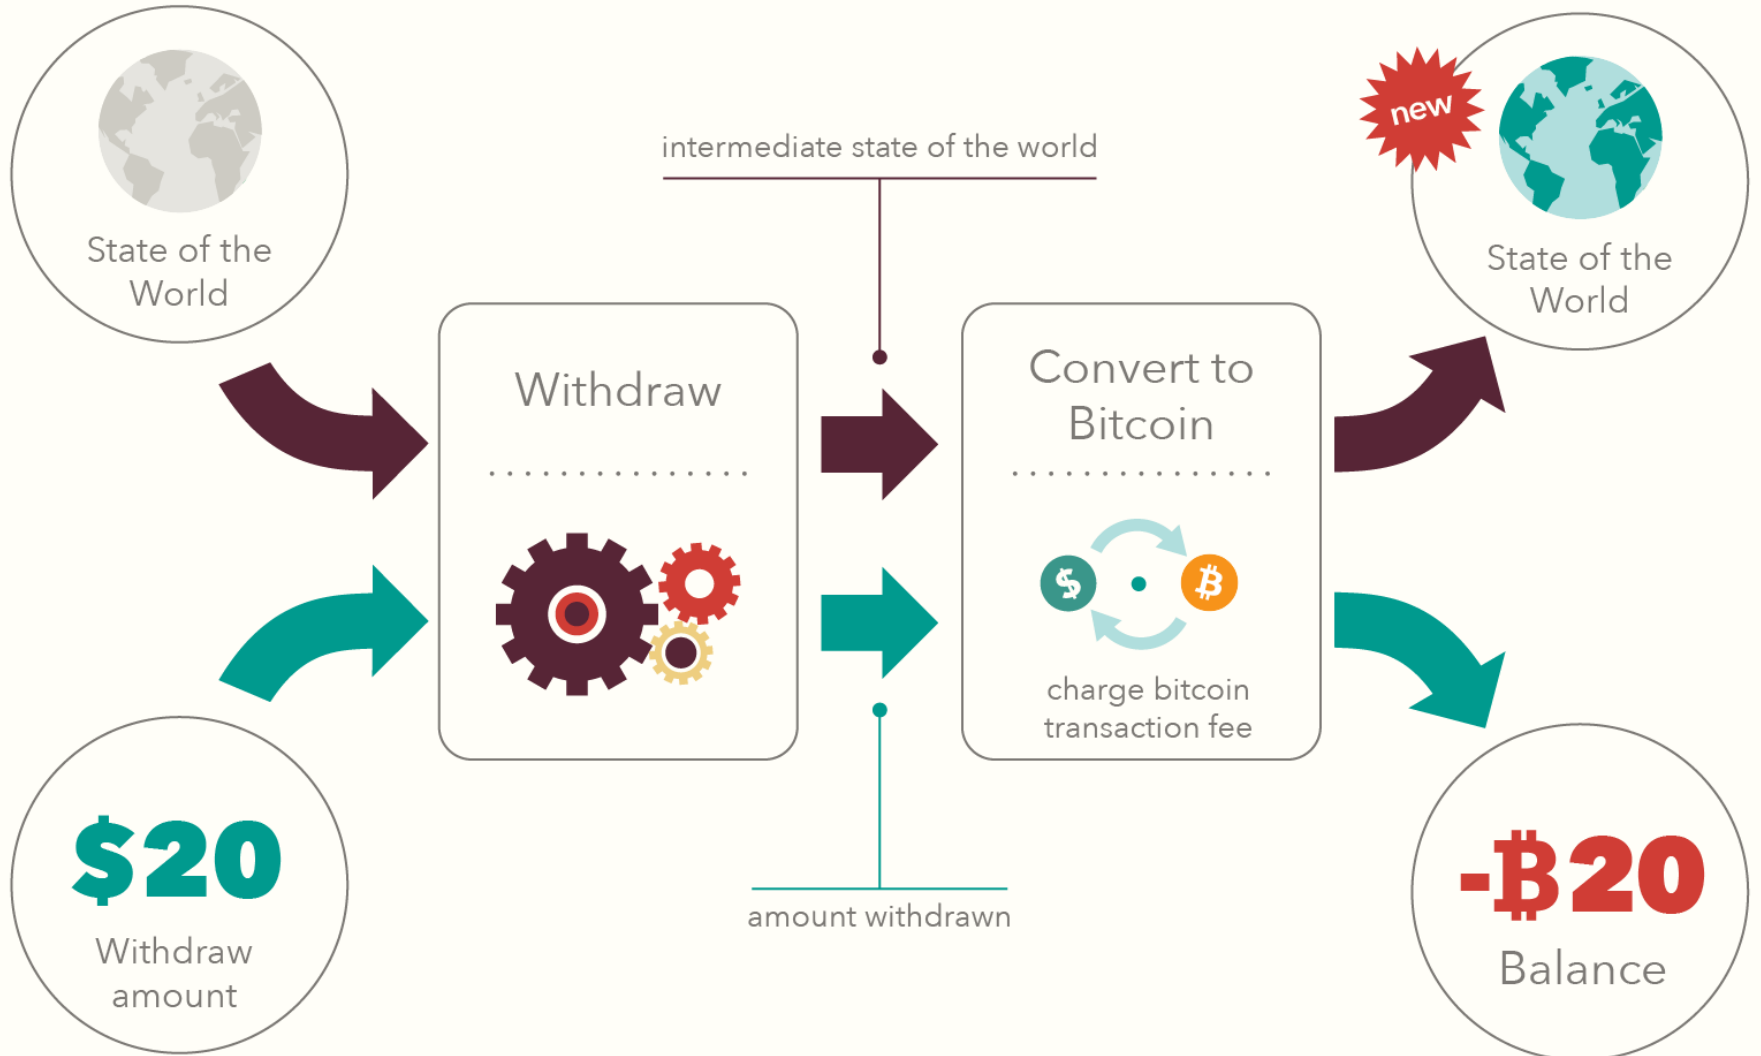 State of the
World
intermediate state of the world
new
State of the
World
Withdraw
Convert to
Bitcoin
$
₿
charge bitcoin
transaction fee
$20
Withdraw
amount
amount withdrawn
-₿20
Balance